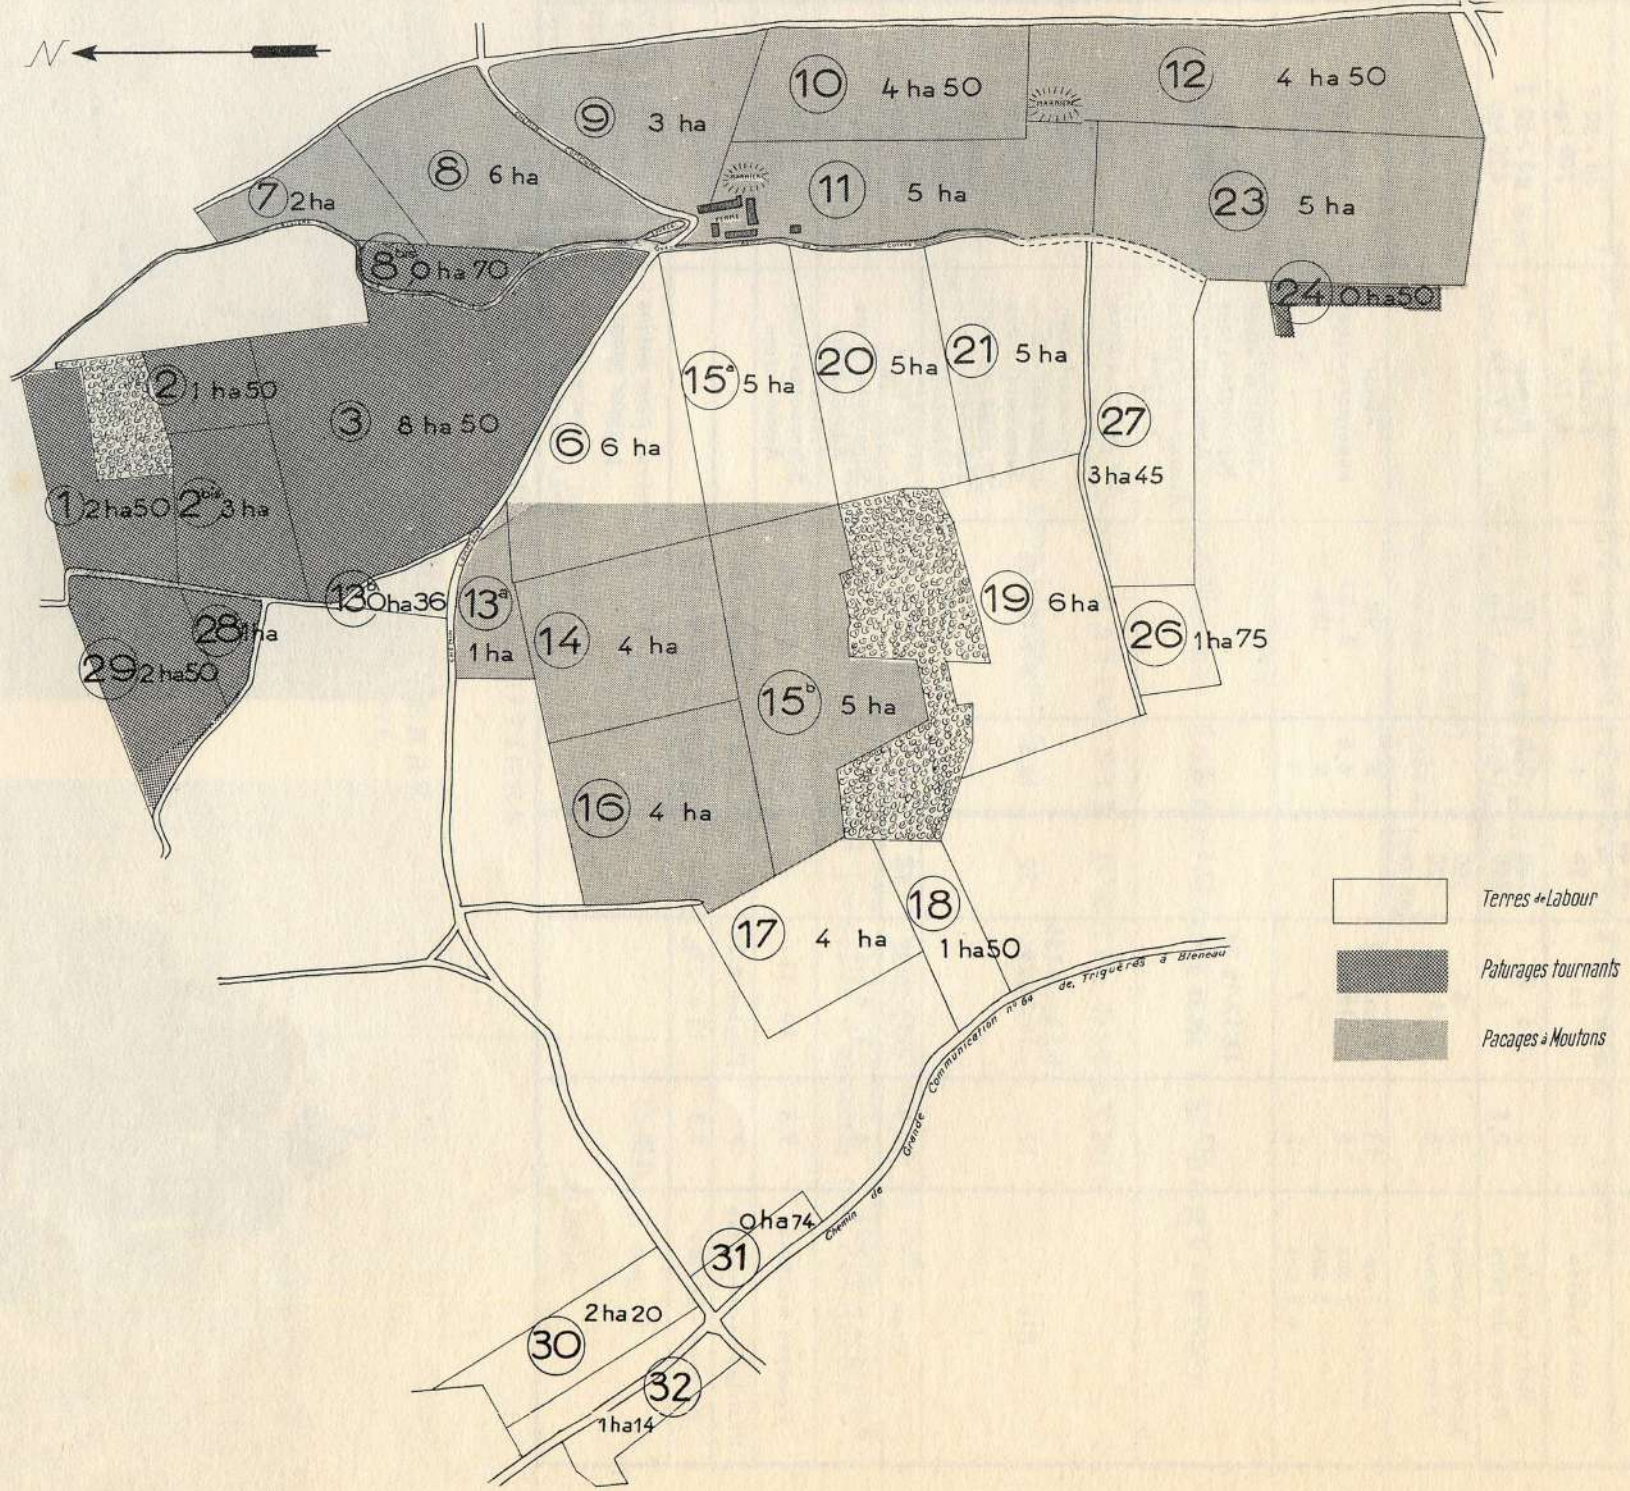 N
10 4 ha 50
12 4 ha 50
MARNIERE
9 3 ha
8 6 ha
7 2 ha
MARNIERE
FERME
11 5 ha
23 5 ha
8bis 0 ha 70
24 0 ha 50
2 1 ha 50
3 8 ha 50
6 6 ha
15a 5 ha
20 5 ha
21 5 ha
27
3 ha 45
1 2 ha 50
2bis 3 ha
13b 0 ha 36
13a
1 ha
14 4 ha
19 6 ha
26 1 ha 75
28 1 ha
29 2 ha 50
CHEMIN
15b 5 ha
16 4 ha
17 4 ha
18
1 ha 50
Chemin de Grande Communication n° 64 de Triguères à Bleneau
0 ha 74
31
2 ha 20
30
32
1 ha 14
Terres de Labour
Paturages tournants
Pacages à Moutons